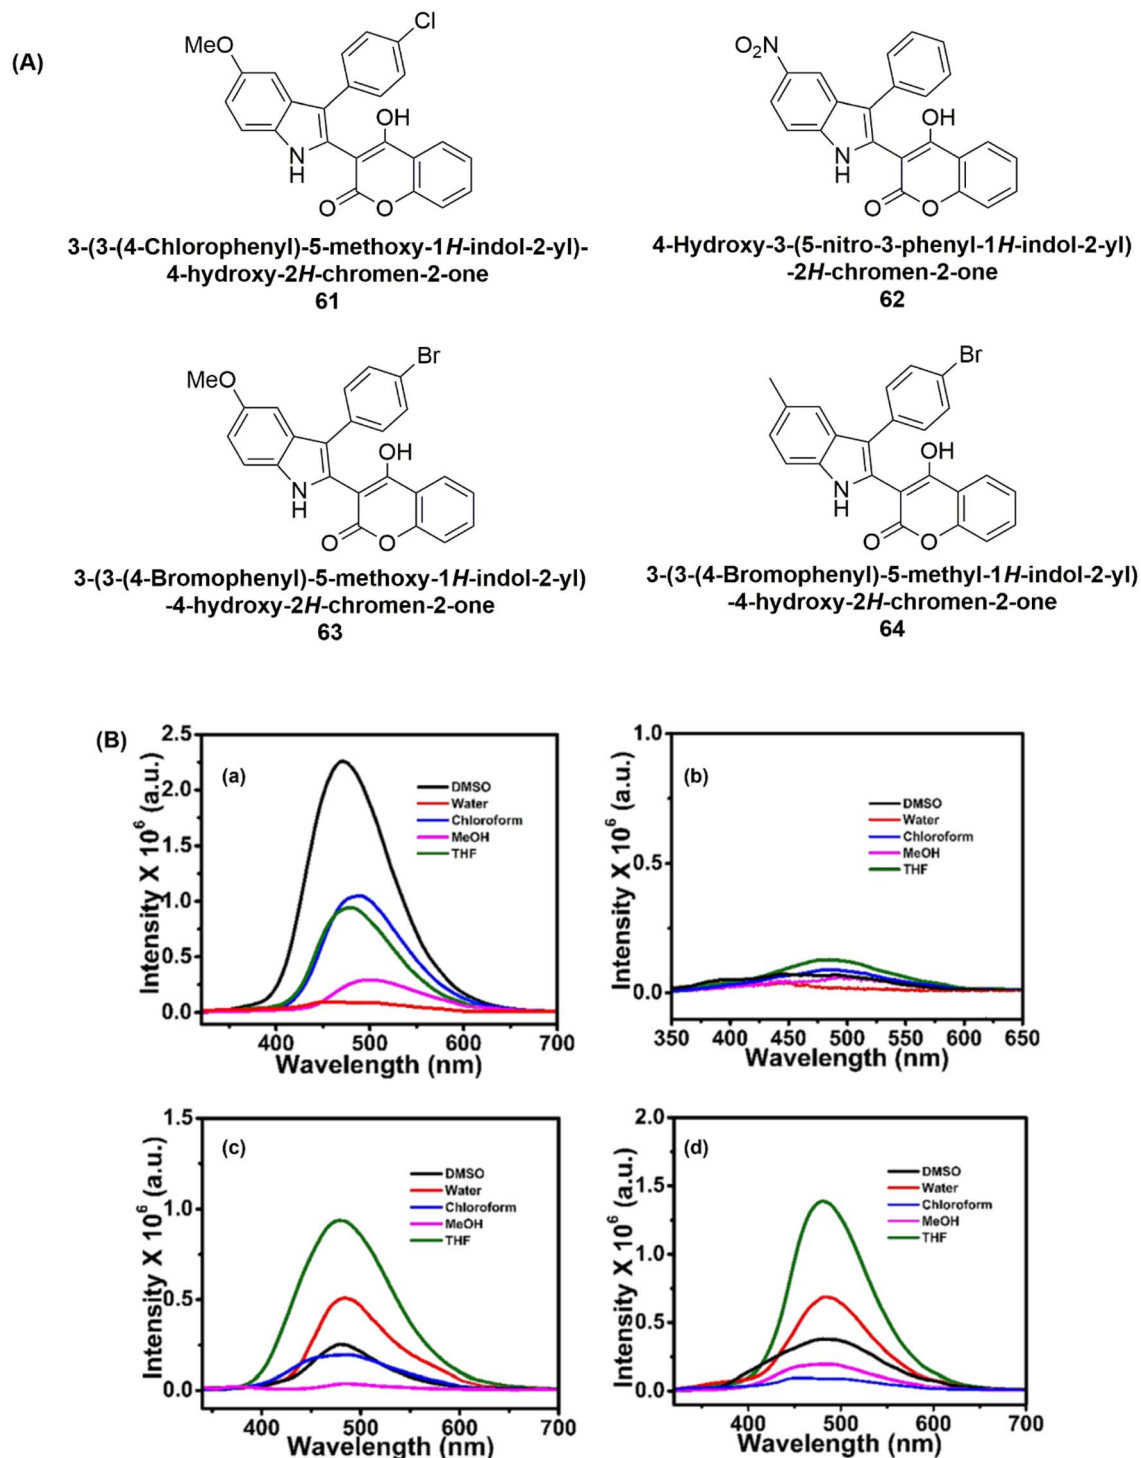 (A)
MeO
Cl
OH
N
H
O
O
3-(3-(4-Chlorophenyl)-5-methoxy-1H-indol-2-yl)-
4-hydroxy-2H-chromen-2-one
61
O₂N
OH
N
H
O
O
4-Hydroxy-3-(5-nitro-3-phenyl-1H-indol-2-yl)
-2H-chromen-2-one
62
MeO
Br
OH
N
H
O
O
3-(3-(4-Bromophenyl)-5-methoxy-1H-indol-2-yl)
-4-hydroxy-2H-chromen-2-one
63
Br
OH
N
H
O
O
3-(3-(4-Bromophenyl)-5-methyl-1H-indol-2-yl)
-4-hydroxy-2H-chromen-2-one
64
(B)
(a)
Intensity X 10⁶ (a.u.)
2.5
2.0
1.5
1.0
0.5
0.0
DMSO
Water
Chloroform
MeOH
THF
400 500 600 700
Wavelength (nm)
(b)
Intensity X 10⁶ (a.u.)
1.0
0.5
0.0
DMSO
Water
Chloroform
MeOH
THF
350 400 450 500 550 600 650
Wavelength (nm)
(c)
Intensity X 10⁶ (a.u.)
1.5
1.0
0.5
0.0
DMSO
Water
Chloroform
MeOH
THF
400 500 600 700
Wavelength (nm)
(d)
Intensity X 10⁶ (a.u.)
2.0
1.5
1.0
0.5
0.0
DMSO
Water
Chloroform
MeOH
THF
400 500 600 700
Wavelength (nm)